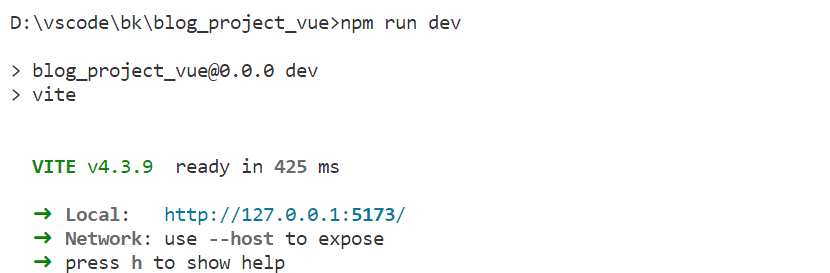 D:\vscode\bk\blog_project_vue>npm run dev
> blog_project_vue@0.0.0 dev
> vite
VITE v4.3.9  ready in 425 ms
➜ Local:   http://127.0.0.1:5173/
➜ Network: use --host to expose
➜ press h to show help